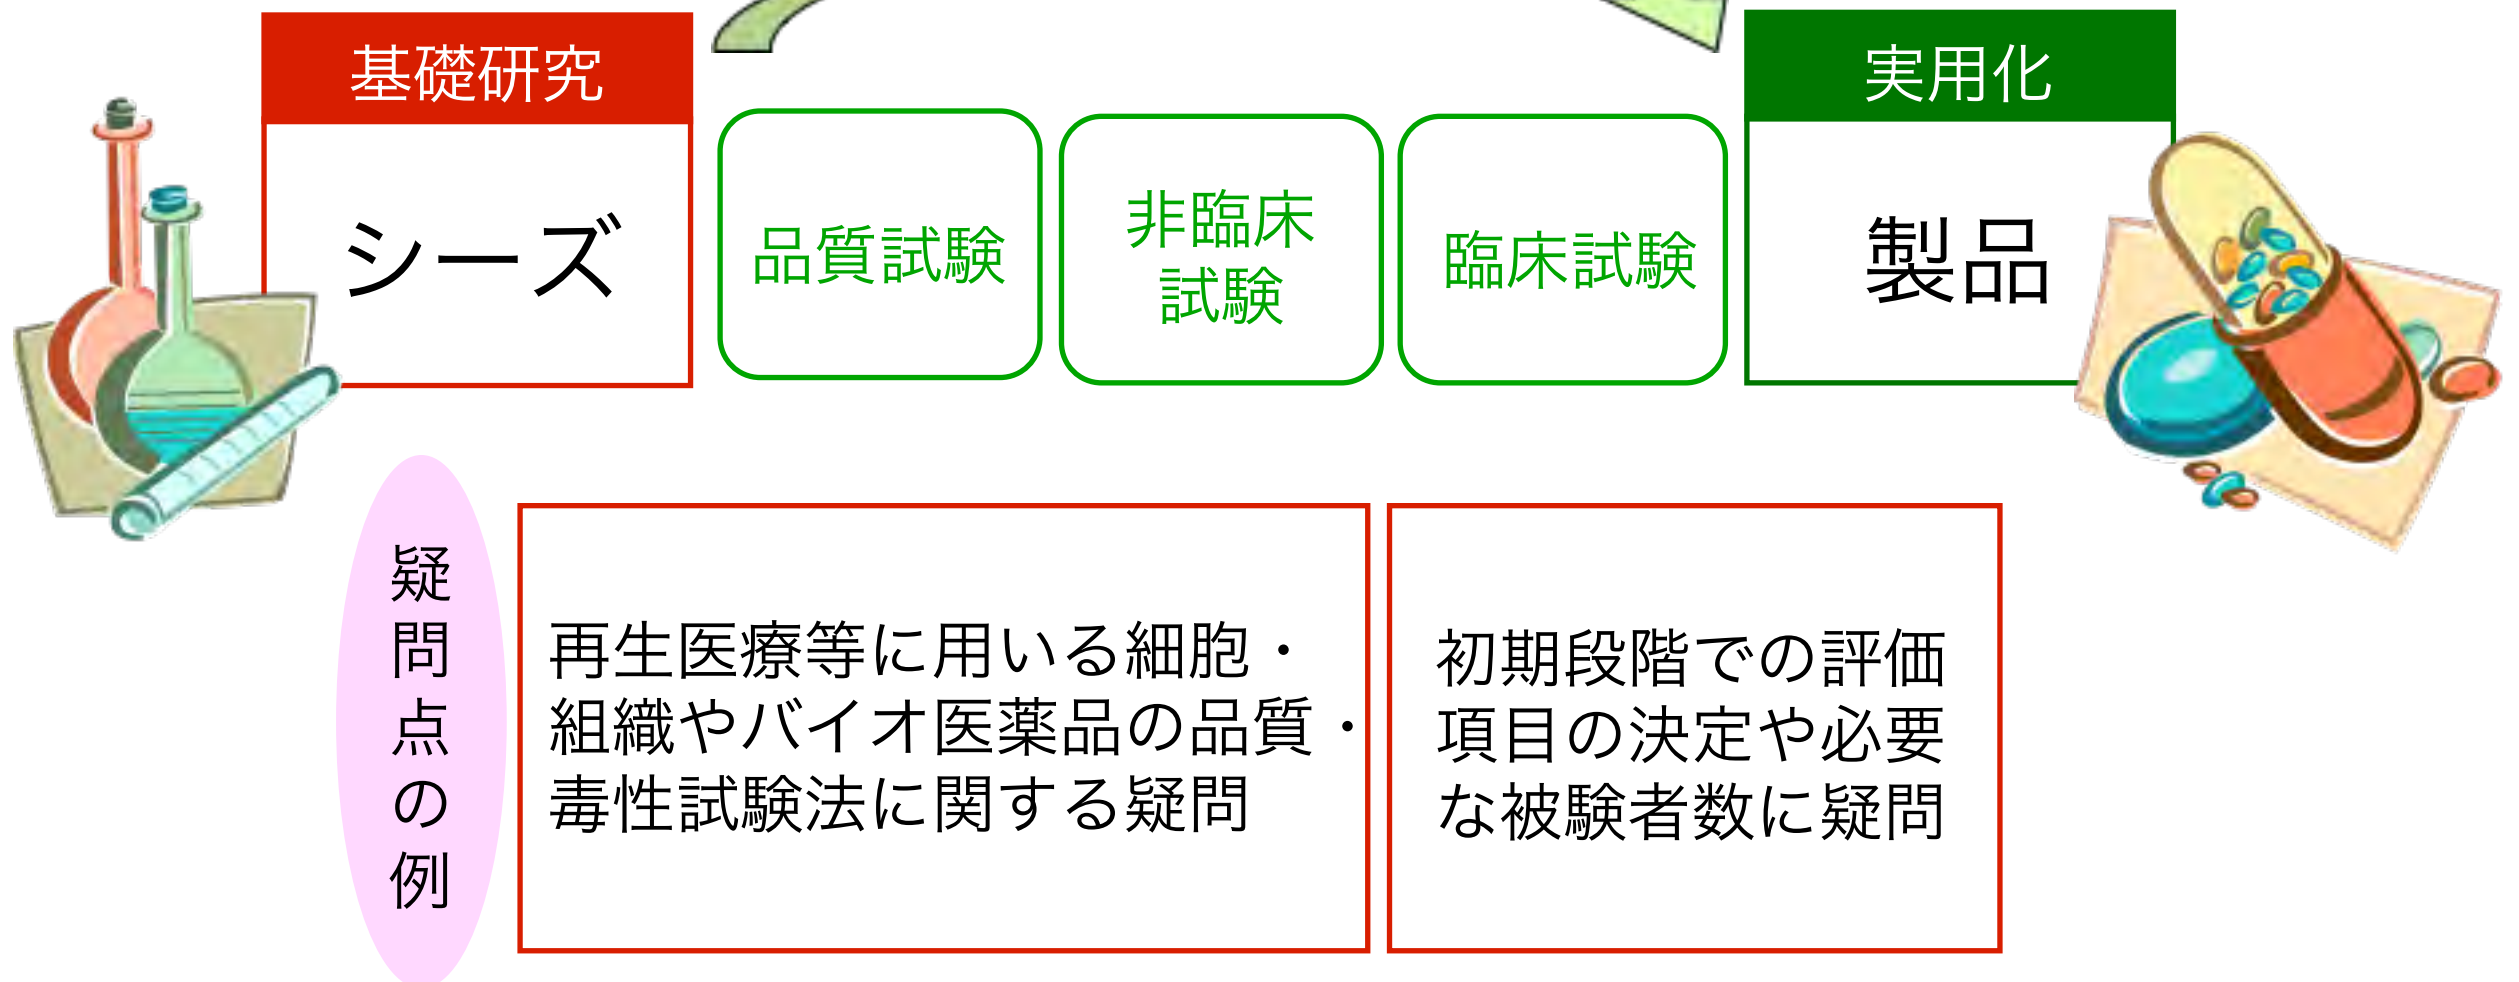 基礎研究
シーズ
品質試験
非臨床
試験
臨床試験
実用化
製品
疑問点の例
再生医療等に用いる細胞・
組織やバイオ医薬品の品質・
毒性試験法に関する疑問
初期段階での評価
項目の決定や必要
な被験者数に疑問